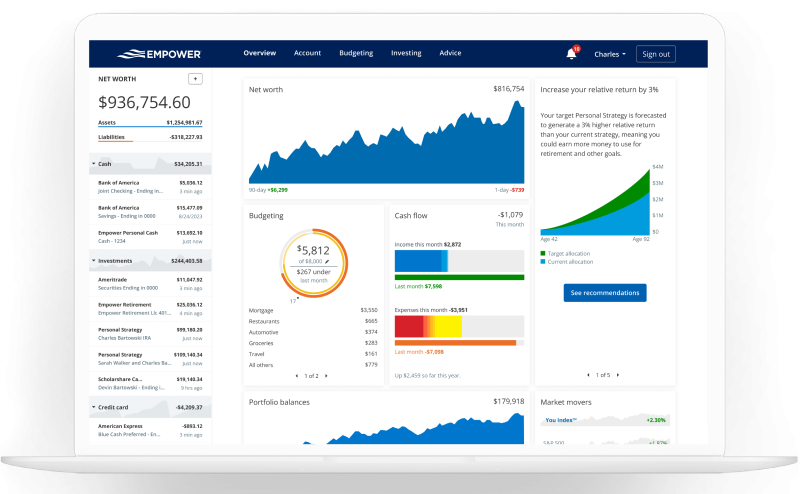 EMPOWER
Overview Account Budgeting Investing Advice
10
Charles
Sign out
NET WORTH
+
$936,754.60
Assets $1,254,981.67
Liabilities -$318,227.93
Cash $34,205.31
Bank of America $5,036.12
Joint Checking - Ending in... 3 min ago
Bank of America $15,477.09
Savings - Ending in 0000 8/24/2023
Empower Personal Cash $13,692.10
Cash - 1234 Just now
Investments $244,403.58
Ameritrade $11,047.92
Securities Ending in 0000 3 min ago
Empower Retirement $25,036.12
Empower Retirement Llc 401... 4 min ago
Personal Strategy $99,180.20
Charles Bartowski IRA Just now
Personal Strategy $109,140.34
Sarah Walker and Charles Ba... Just now
Scholarshare Ca... $19,140.34
Devin Bartowski - Ending i... 9 hrs ago
Credit card -$4,209.37
American Express -$893.12
Blue Cash Preferred - En... 3 min ago
Net worth $816,754
90-day +$6,299 1-day -$739
Budgeting
$5,812
of $8,000
$267 under
last month
17
Mortgage $3,550
Restaurants $665
Automotive $374
Groceries $283
Travel $161
All others $779
1 of 2
Cash flow -$1,079
This month
Income this month $2,872
Last month $7,598
Expenses this month -$3,951
Last month -$7,098
Up $2,459 so far this year.
Increase your relative return by 3%
Your target Personal Strategy is forecasted
to generate a 3% higher relative return
than your current strategy, meaning you
could earn more money to use for
retirement and other goals.
$4M
$3M
$2M
$1M
$0
Age 42 Age 92
Target allocation
Current allocation
See recommendations
1 of 5
Portfolio balances $179,918
Market movers
You Index™ +2.30%
S&P 500 +1.87%